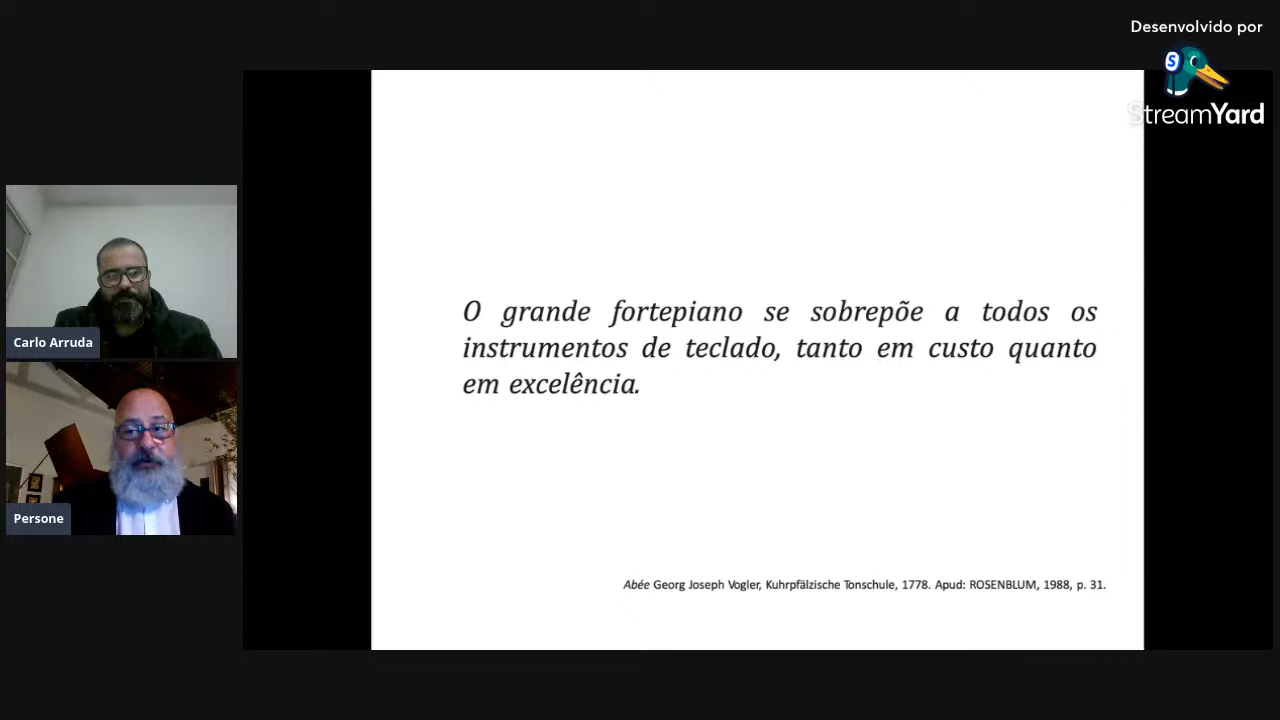 Desenvolvido por
StreamYard
Carlo Arruda
Persone
O grande fortepiano se sobrepõe a todos os
instrumentos de teclado, tanto em custo quanto
em excelência.
Abée Georg Joseph Vogler, Kuhrpfälzische Tonschule, 1778. Apud: ROSENBLUM, 1988, p. 31.